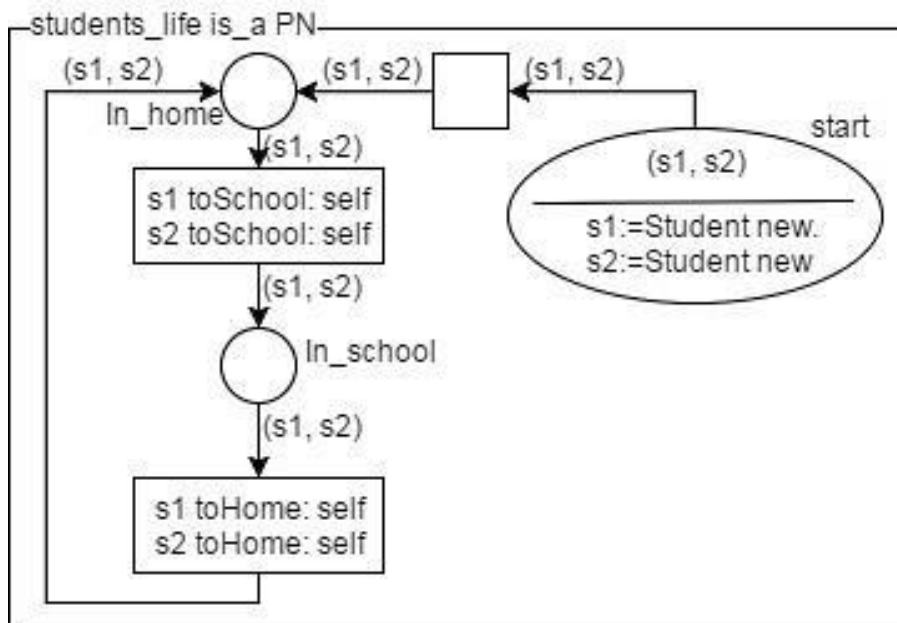 students_life is_a PN
(s1, s2)
(s1, s2)
(s1, s2)
In_home
start
(s1, s2)
(s1, s2)
s1 toSchool: self
s2 toSchool: self
s1:=Student new.
s2:=Student new
(s1, s2)
In_school
(s1, s2)
s1 toHome: self
s2 toHome: self